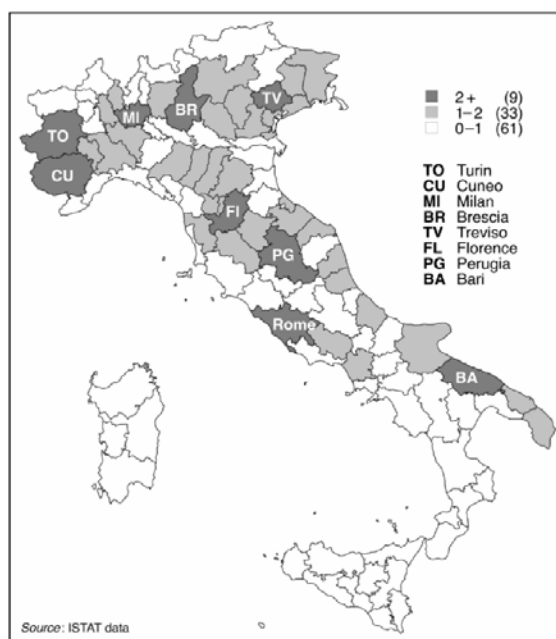 2+ (9)
1–2 (33)
0–1 (61)
TO Turin
CU Cuneo
MI Milan
BR Brescia
TV Treviso
FL Florence
PG Perugia
BA Bari
TV
MI
BR
TO
CU
FI
PG
Rome
BA
Source: ISTAT data